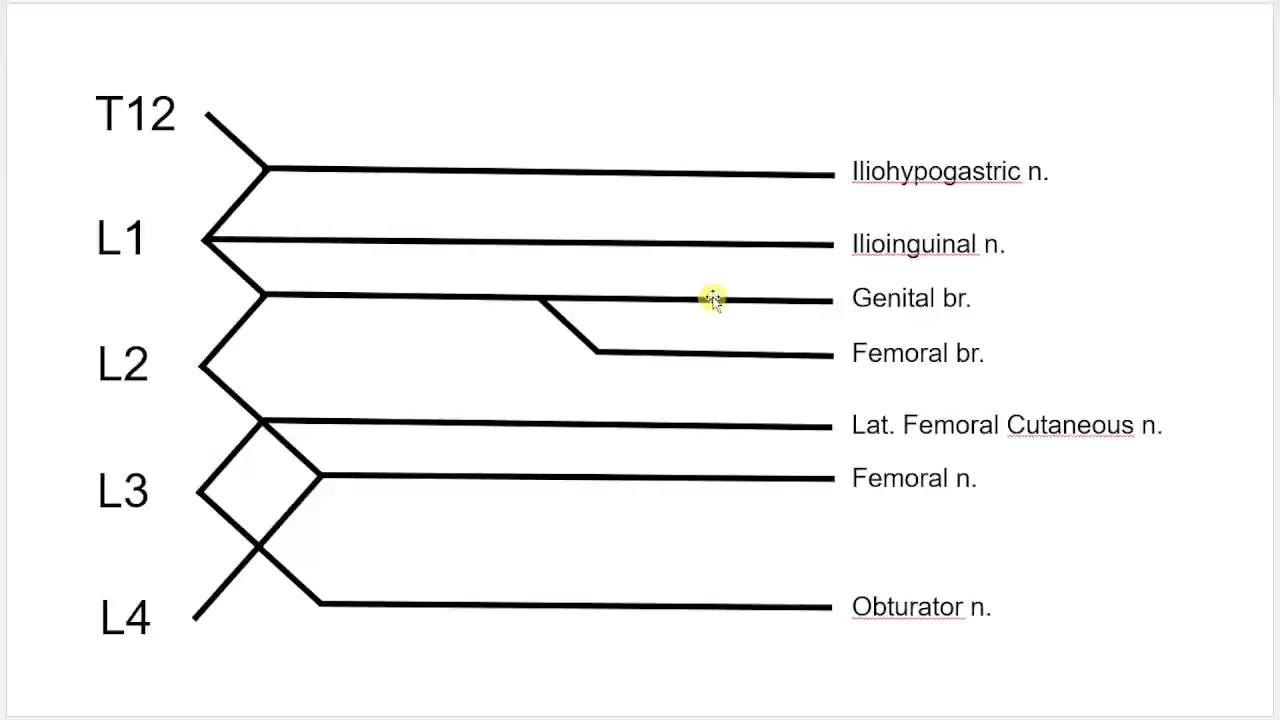 T12
Iliohypogastric n.
L1
Ilioinguinal n.
Genital br.
L2
Femoral br.
Lat. Femoral Cutaneous n.
L3
Femoral n.
L4
Obturator n.